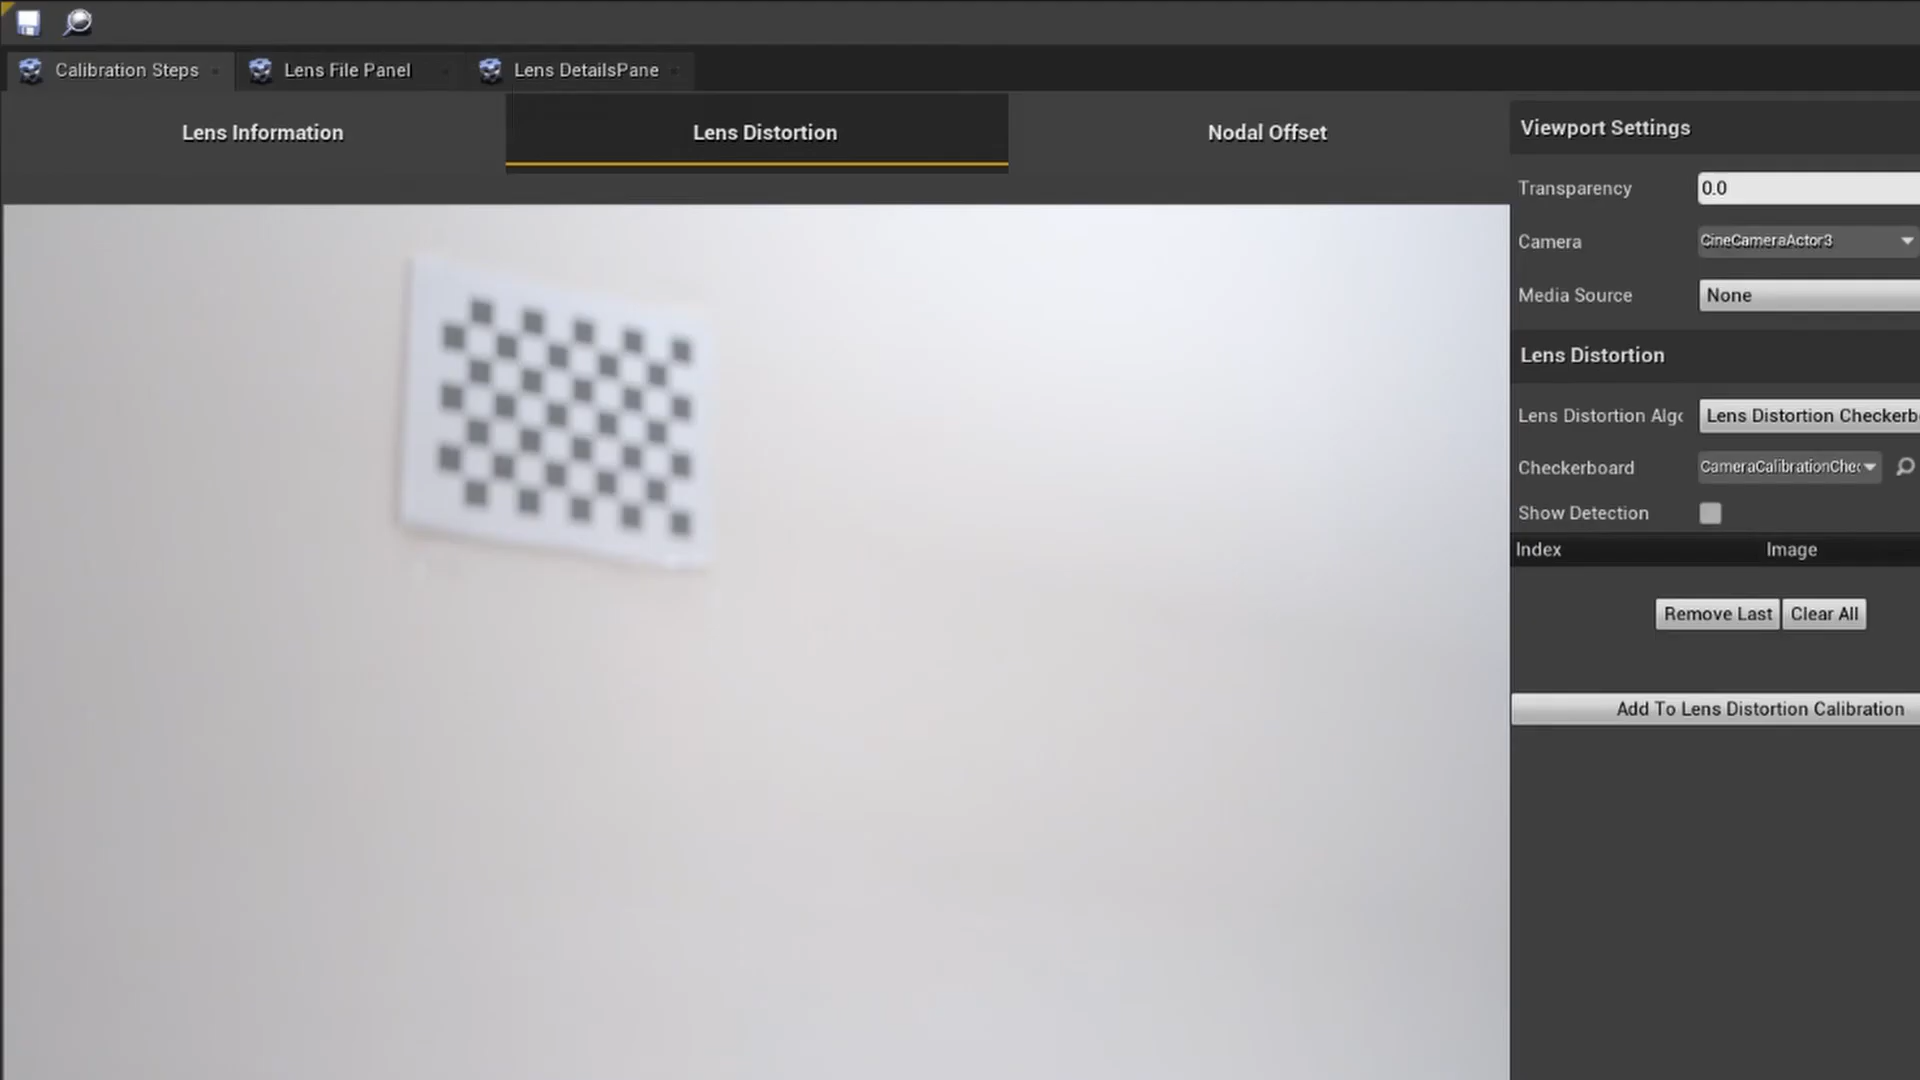 Calibration Steps
Lens File Panel
Lens DetailsPane
Lens Information
Lens Distortion
Nodal Offset
Viewport Settings
Transparency
0.0
Camera
CineCameraActor3
Media Source
None
Lens Distortion
Lens Distortion Algo
Lens Distortion Checkerb
Checkerboard
CameraCalibrationChec
Show Detection
Index
Image
Remove Last
Clear All
Add To Lens Distortion Calibration